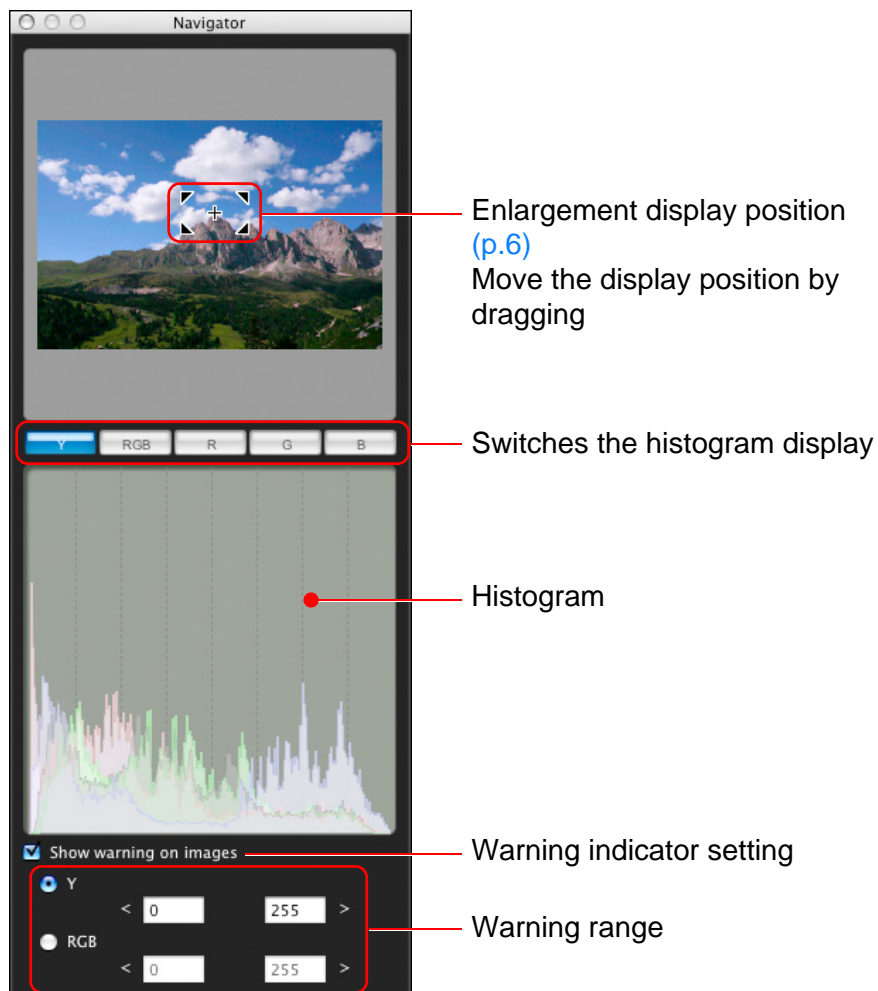 Navigator
Enlargement display position
(p.6)
Move the display position by
dragging
Y RGB R G B
Switches the histogram display
Histogram
Show warning on images
Warning indicator setting
Y
< 0 255 >
Warning range
RGB
< 0 255 >